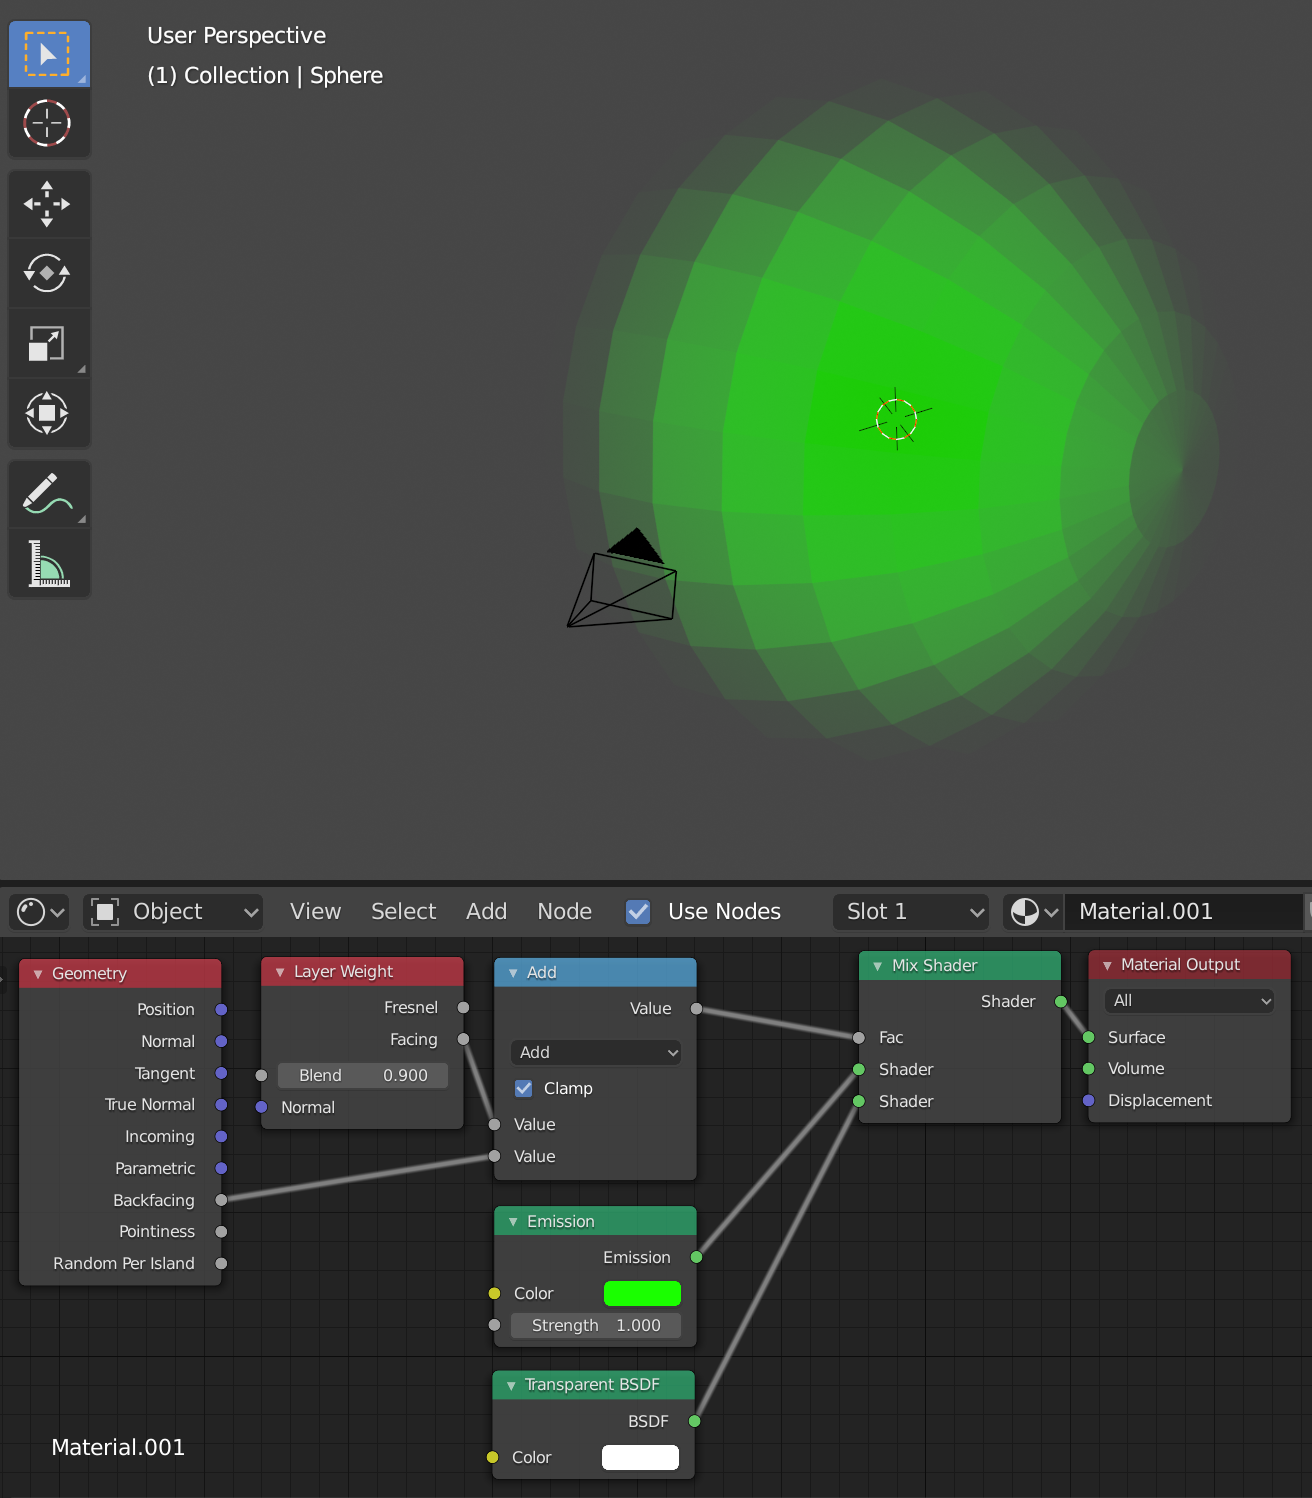 User Perspective
(1) Collection | Sphere
Object View Select Add Node Use Nodes Slot 1 Material.001
Geometry
Position
Normal
Tangent
True Normal
Incoming
Parametric
Backfacing
Pointiness
Random Per Island
Layer Weight
Fresnel
Facing
Blend 0.900
Normal
Add
Value
Add
Clamp
Value
Value
Emission
Emission
Color
Strength 1.000
Transparent BSDF
BSDF
Color
Mix Shader
Shader
Fac
Shader
Shader
Material Output
All
Surface
Volume
Displacement
Material.001